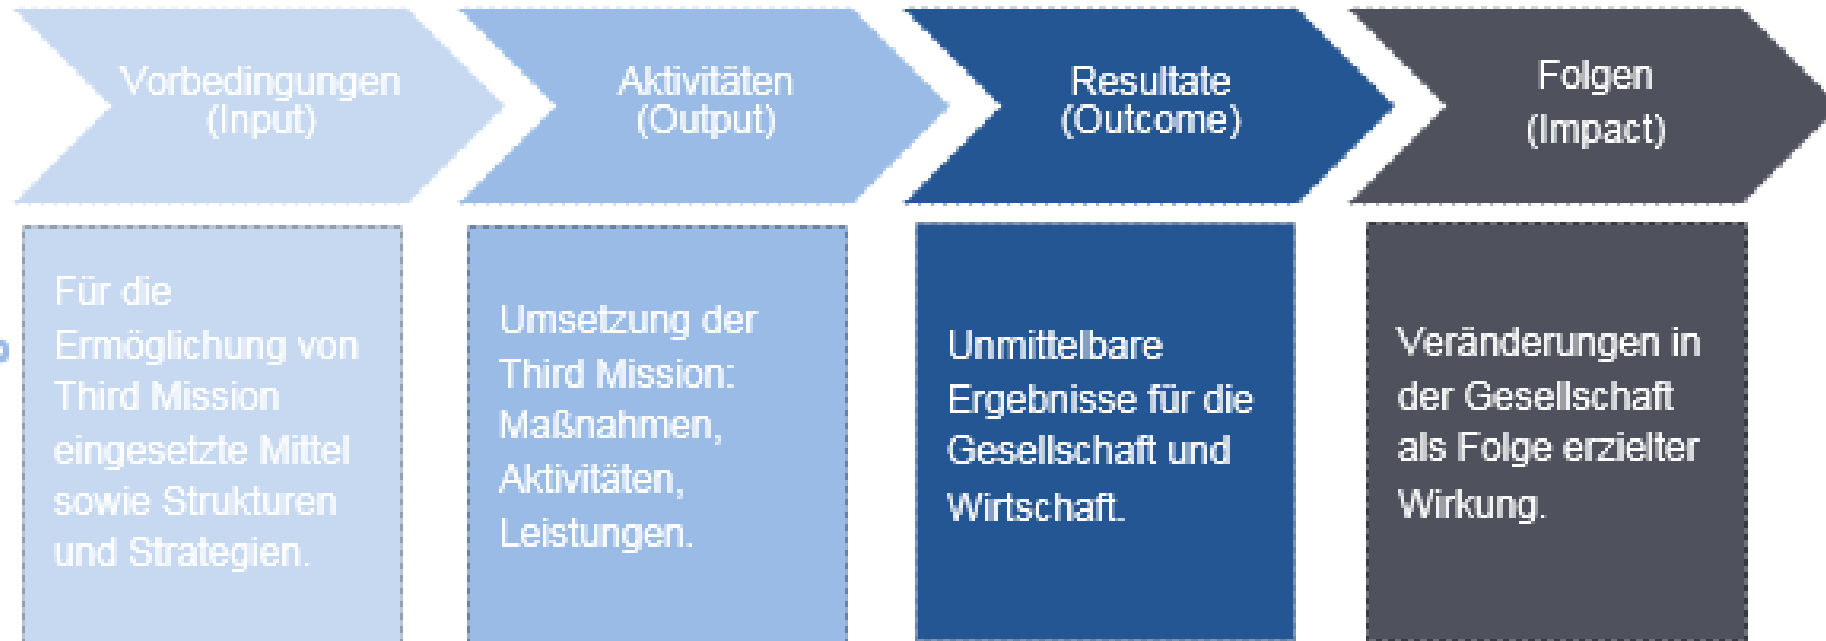 Vorbedingungen
(Input)
Aktivitäten
(Output)
Resultate
(Outcome)
Folgen
(Impact)
Für die
Ermöglichung von
Third Mission
eingesetzte Mittel
sowie Strukturen
und Strategien.
Umsetzung der
Third Mission:
Maßnahmen,
Aktivitäten,
Leistungen.
Unmittelbare
Ergebnisse für die
Gesellschaft und
Wirtschaft.
Veränderungen in
der Gesellschaft
als Folge erzielter
Wirkung.